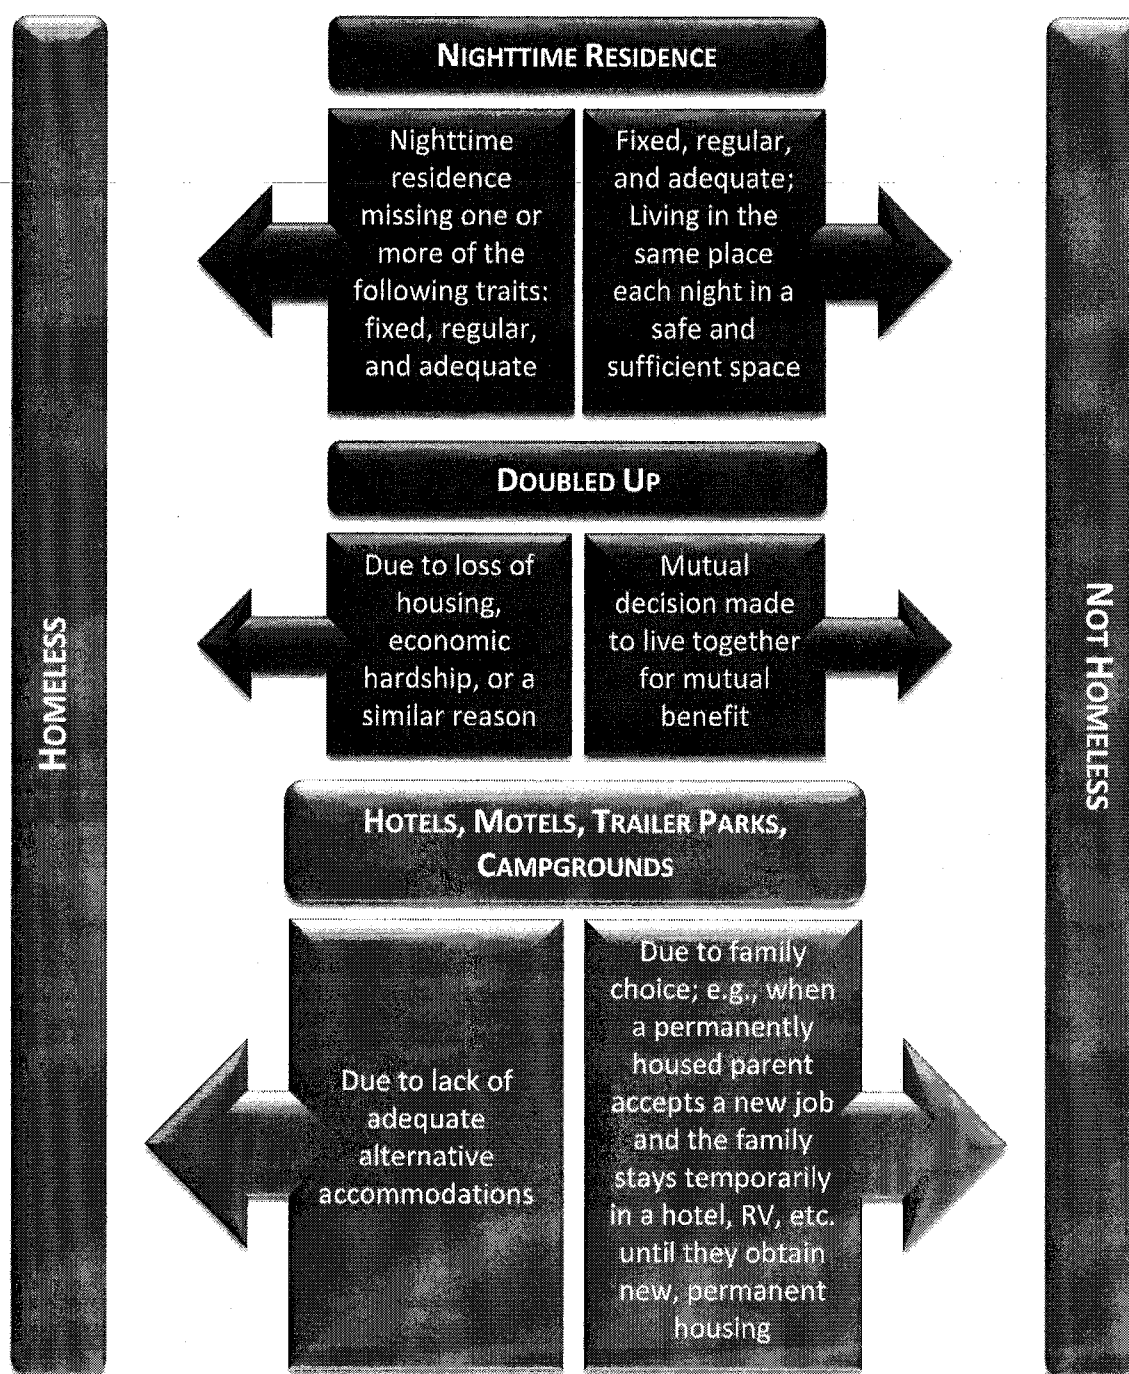 NIGHTTIME RESIDENCE
Nighttime
residence
missing one or
more of the
following traits:
fixed, regular,
and adequate
Fixed, regular,
and adequate;
Living in the
same place
each night in a
safe and
sufficient space
DOUBLED UP
Due to loss of
housing,
economic
hardship, or a
similar reason
Mutual
decision made
to live together
for mutual
benefit
HOTELS, MOTELS, TRAILER PARKS,
CAMPGROUNDS
Due to lack of
adequate
alternative
accommodations
Due to family
choice; e.g., when
a permanently
housed parent
accepts a new job
and the family
stays temporarily
in a hotel, RV, etc.
until they obtain
new, permanent
housing
HOMELESS
NOT HOMELESS